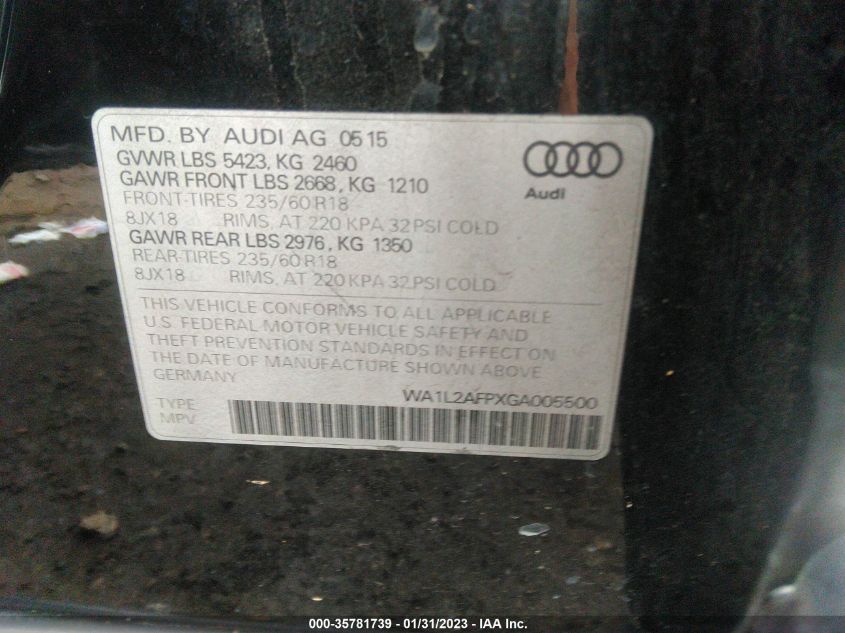 MFD. BY AUDI AG 0515
GVWR LBS 5423, KG 2460
GAWR FRONT LBS 2668, KG 1210
FRONT-TIRES 235/60 R18
8JX18 RIMS, AT 220 KPA 32 PSI COLD
GAWR REAR LBS 2976, KG 1350
REAR-TIRES 235/60 R18
8JX18 RIMS, AT 220 KPA 32 PSI COLD
Audi
THIS VEHICLE CONFORMS TO ALL APPLICABLE
U.S. FEDERAL MOTOR VEHICLE SAFETY AND
THEFT PREVENTION STANDARDS IN EFFECT ON
THE DATE OF MANUFACTURE SHOWN ABOVE
GERMANY
WA1L2AFPXGA005500
TYPE
MPV
000-35781739 - 01/31/2023 - IAA Inc.